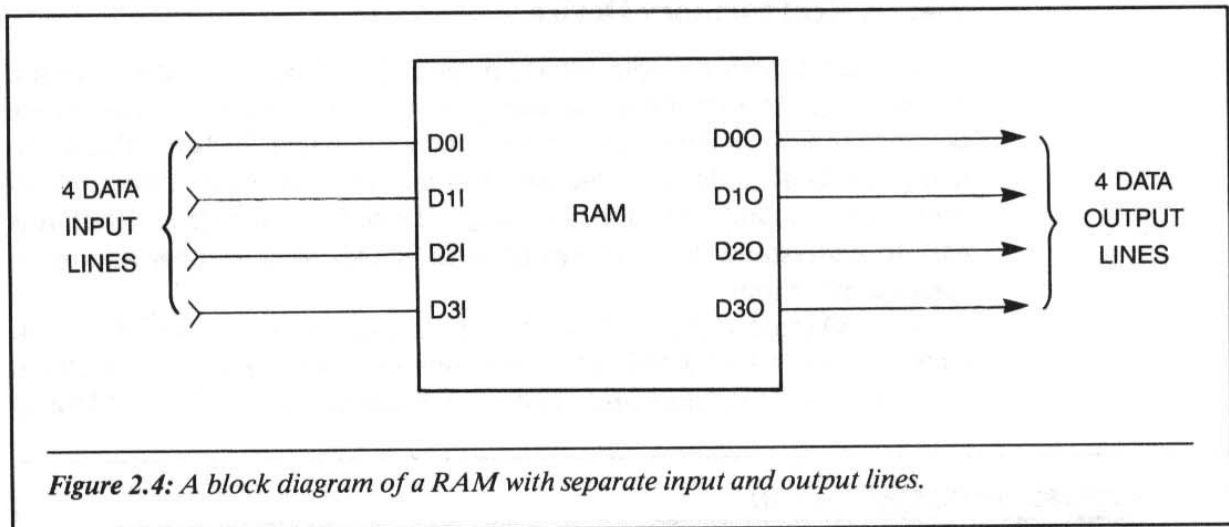 4 DATA
INPUT
LINES
D0I
D1I
D2I
D3I
RAM
D0O
D1O
D2O
D3O
4 DATA
OUTPUT
LINES
Figure 2.4: A block diagram of a RAM with separate input and output lines.